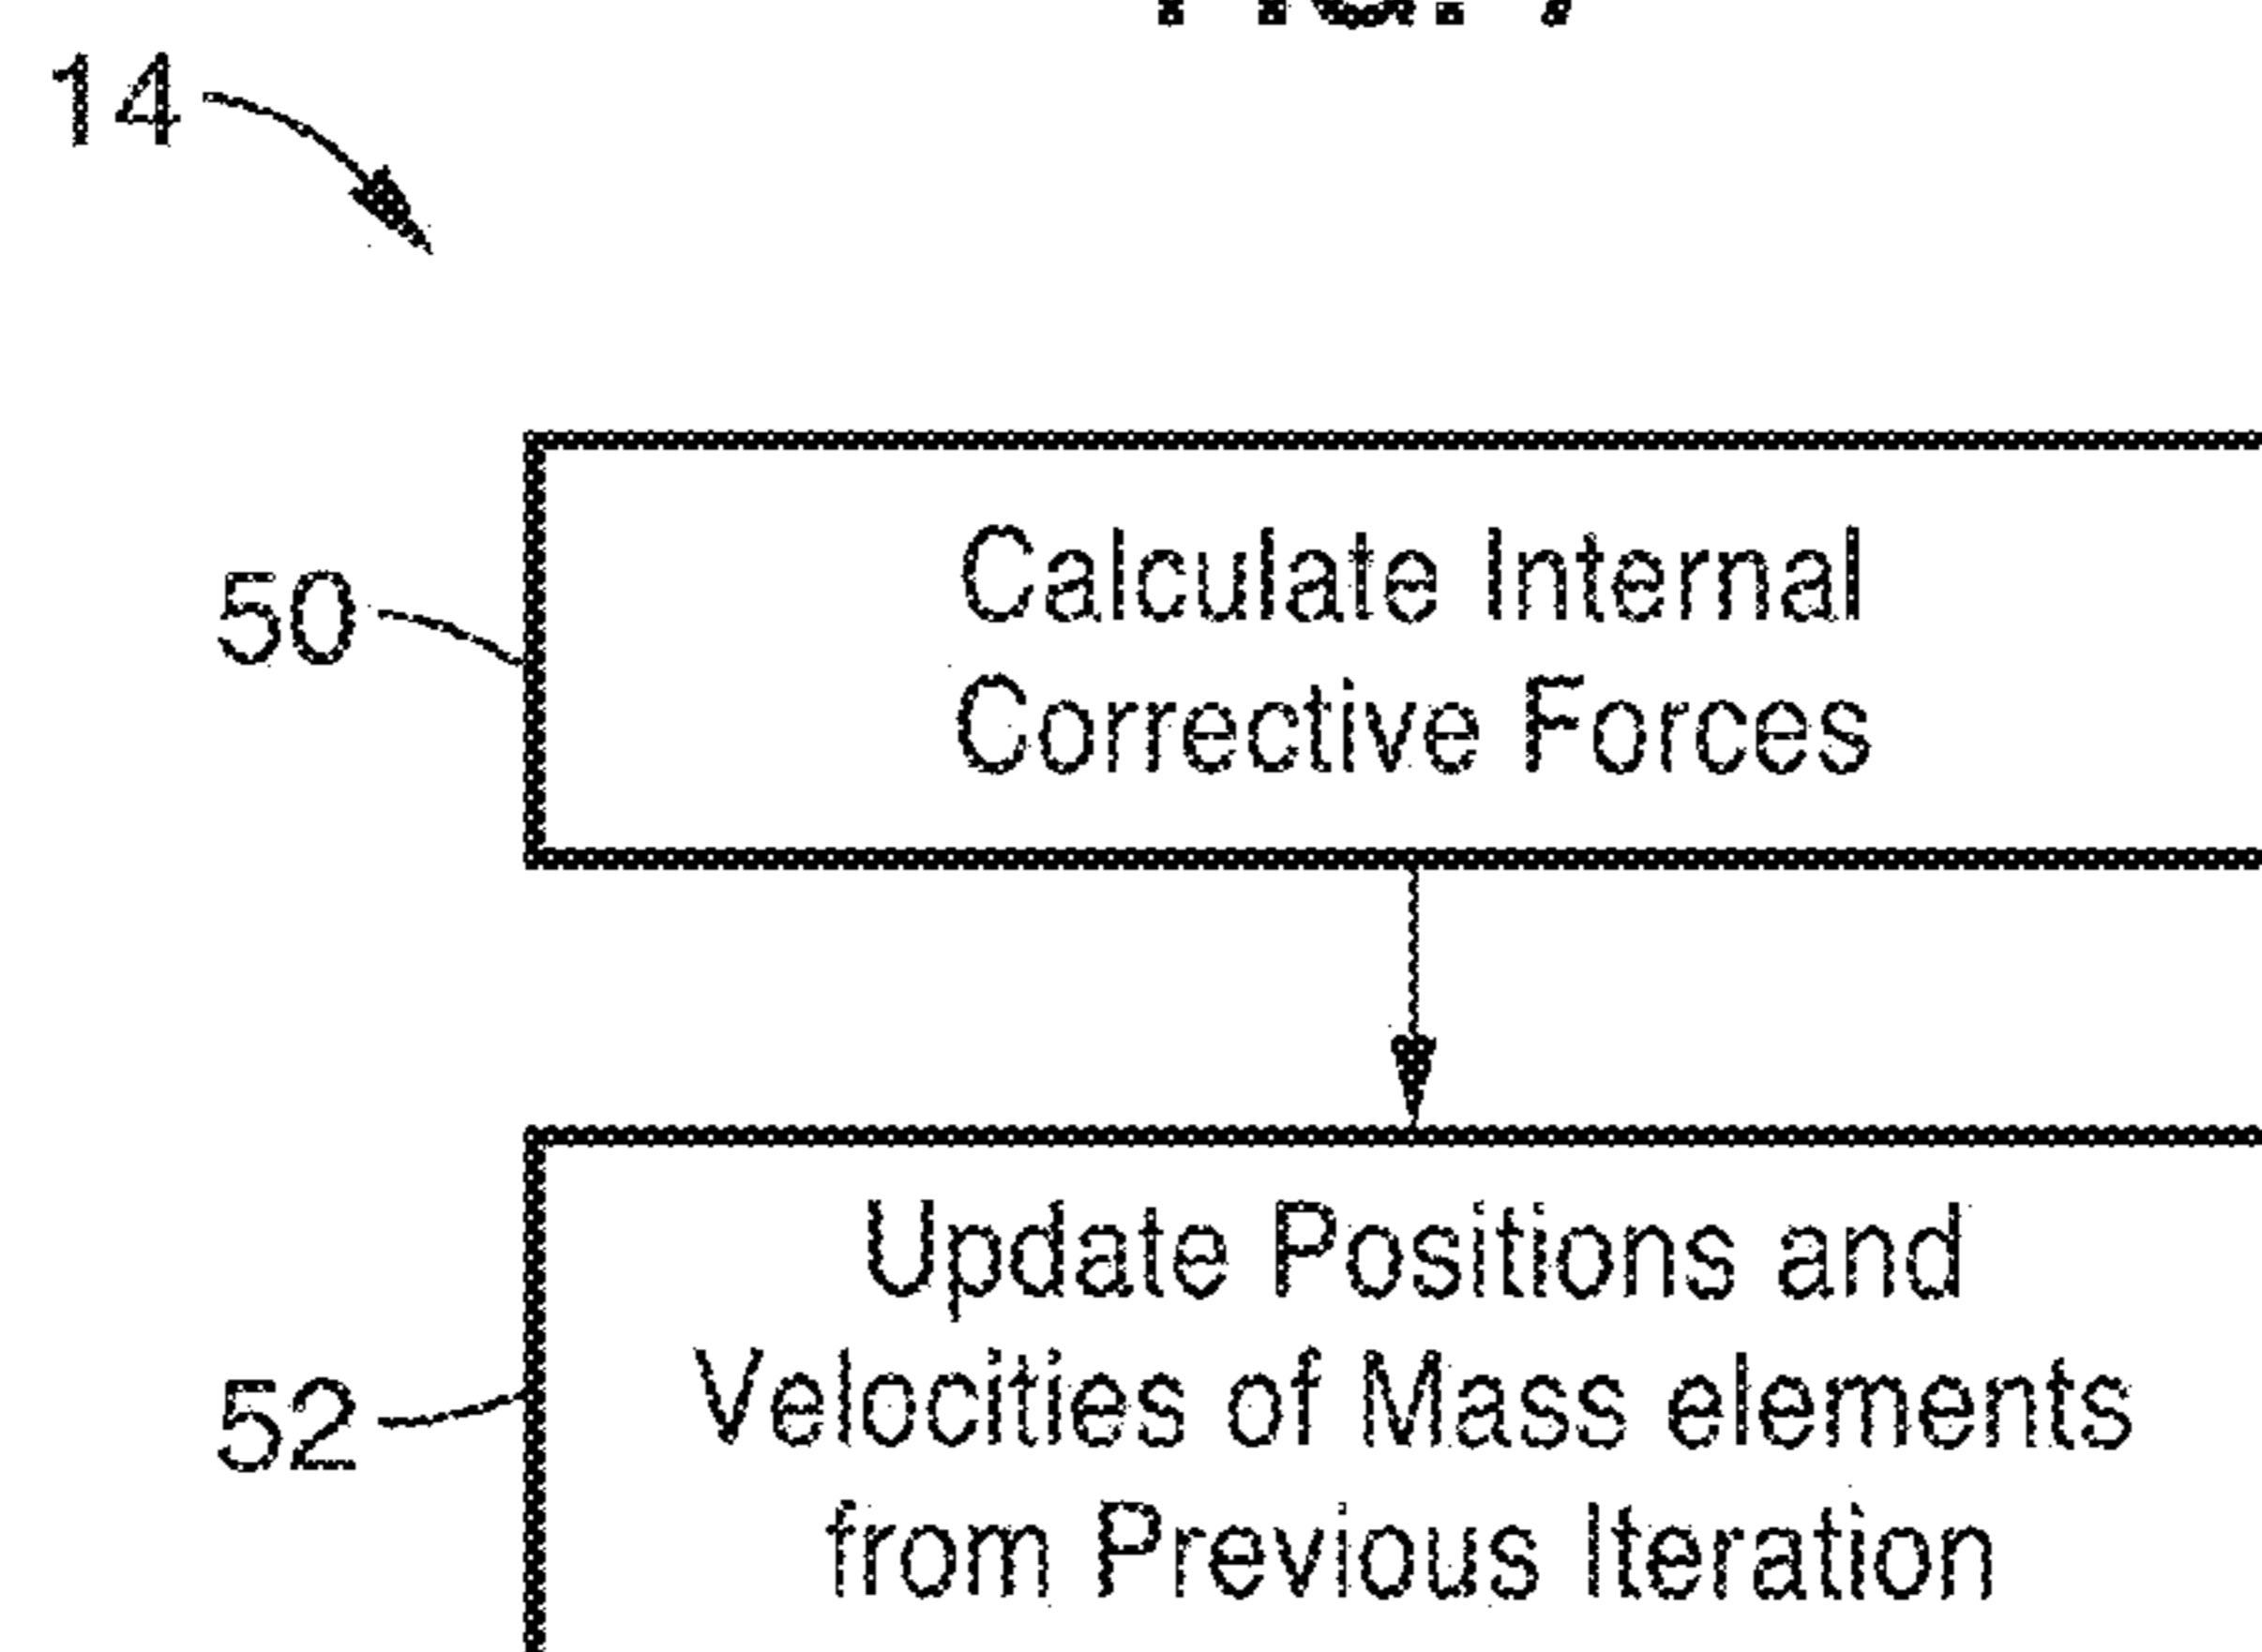 14
50
Calculate Internal
Corrective Forces
52
Update Positions and
Velocities of Mass elements
from Previous Iteration